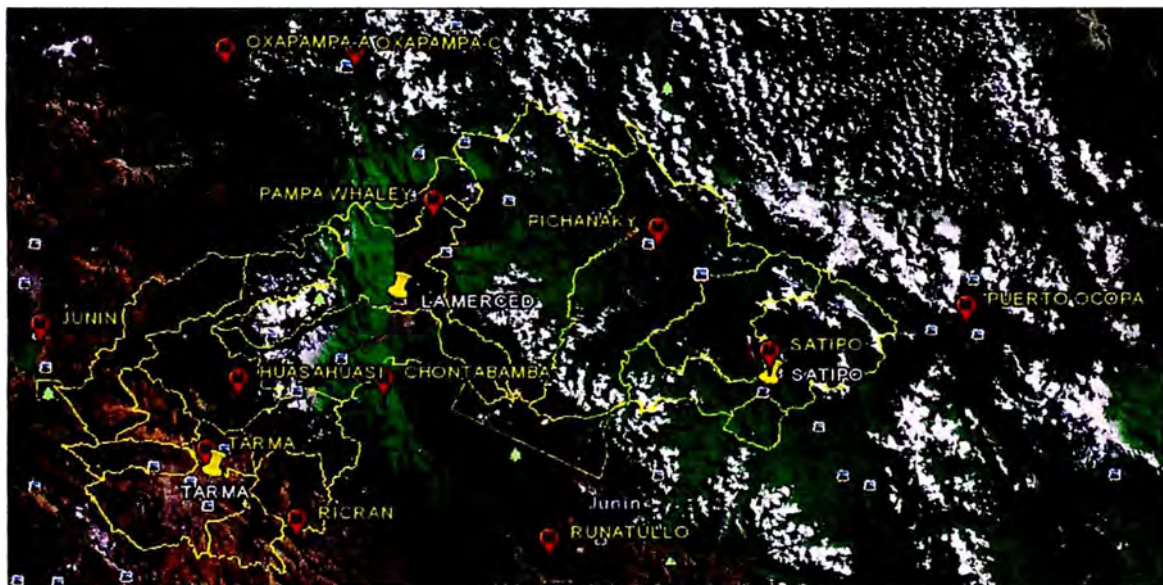 OXAPAMPA-A
OXAPAMPA-C
PAMPA WHALEY
PICHANAKY
LA MERCED
PUERTO OCOPA
JUNIN
SATIPO
SATIPO
HUASAHUASI
CHONTABAMBA
TARMA
TARMA
Junin
RICRAN
RUNATULLO